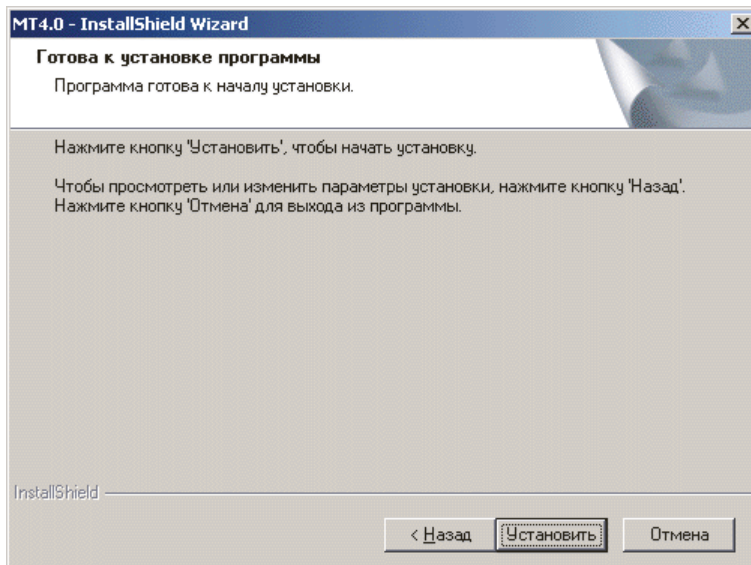 MT4.0 - InstallShield Wizard
Готова к установке программы
Программа готова к началу установки.
Нажмите кнопку 'Установить', чтобы начать установку.
Чтобы просмотреть или изменить параметры установки, нажмите кнопку 'Назад'.
Нажмите кнопку 'Отмена' для выхода из программы.
InstallShield
< Назад Установить Отмена